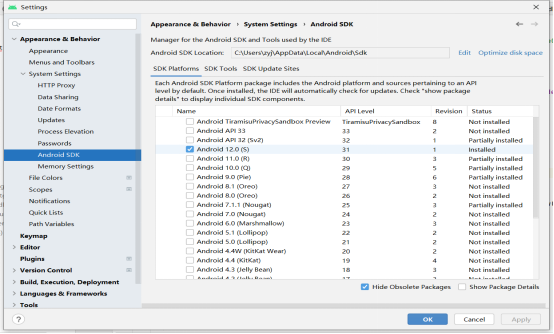 Settings
Appearance & Behavior
Appearance
Menus and Toolbars
System Settings
HTTP Proxy
Data Sharing
Date Formats
Updates
Process Elevation
Passwords
Android SDK
Memory Settings
File Colors
Scopes
Notifications
Quick Lists
Path Variables
Keymap
Editor
Plugins
Version Control
Build, Execution, Deployment
Languages & Frameworks
Tools
Appearance & Behavior › System Settings › Android SDK
Manager for the Android SDK and Tools used by the IDE
Android SDK Location: C:\Users\zyj\AppData\Local\Android\Sdk Edit Optimize disk space
SDK Platforms SDK Tools SDK Update Sites
Each Android SDK Platform package includes the Android platform and sources pertaining to an API
level by default. Once installed, the IDE will automatically check for updates. Check "show package
details" to display individual SDK components.
Name API Level Revision Status
Android TiramisuPrivacySandbox Preview TiramisuPrivacySandbox 8 Not installed
Android API 33 33 2 Not installed
Android API 32 (Sv2) 32 1 Partially installed
Android 12.0 (S) 31 1 Installed
Android 11.0 (R) 30 3 Partially installed
Android 10.0 (Q) 29 5 Partially installed
Android 9.0 (Pie) 28 6 Partially installed
Android 8.1 (Oreo) 27 3 Not installed
Android 8.0 (Oreo) 26 2 Not installed
Android 7.1.1 (Nougat) 25 3 Partially installed
Android 7.0 (Nougat) 24 2 Not installed
Android 6.0 (Marshmallow) 23 3 Not installed
Android 5.1 (Lollipop) 22 2 Not installed
Android 5.0 (Lollipop) 21 2 Not installed
Android 4.4W (KitKat Wear) 20 2 Not installed
Android 4.4 (KitKat) 19 4 Not installed
Android 4.3 (Jelly Bean) 18 3 Not installed
Hide Obsolete Packages Show Package Details
? OK Cancel Apply